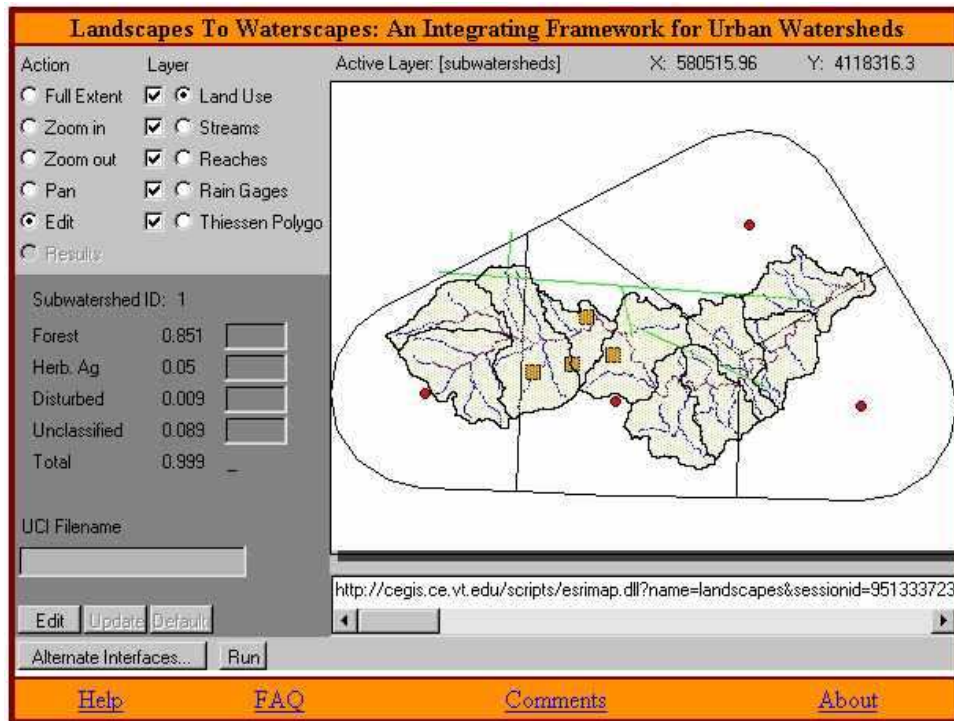 Landscapes To Waterscapes: An Integrating Framework for Urban Watersheds
Action Layer Active Layer: [subwatersheds] X: 580515.96 Y: 4118316.3
Full Extent Land Use
Zoom in Streams
Zoom out Reaches
Pan Rain Gages
Edit Thiessen Polygo
Results
Subwatershed ID: 1
Forest 0.851
Herb. Ag 0.05
Disturbed 0.009
Unclassified 0.089
Total 0.999 _
UCI Filename
http://cegis.ce.vt.edu/scripts/esrimap.dll?name=landscapes&sessionid=951333723
Edit Update Default
Alternate Interfaces... Run
Help FAQ Comments About